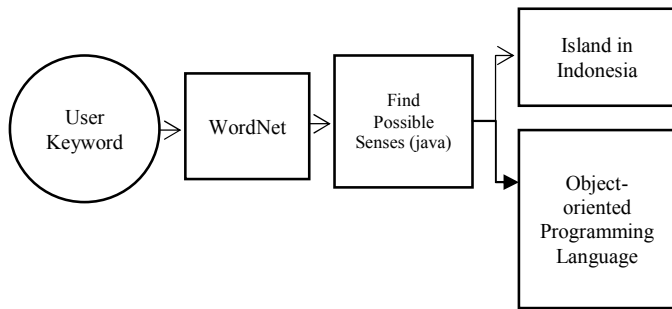 User
Keyword
WordNet
Find
Possible
Senses (java)
Island in
Indonesia
Object-
oriented
Programming
Language